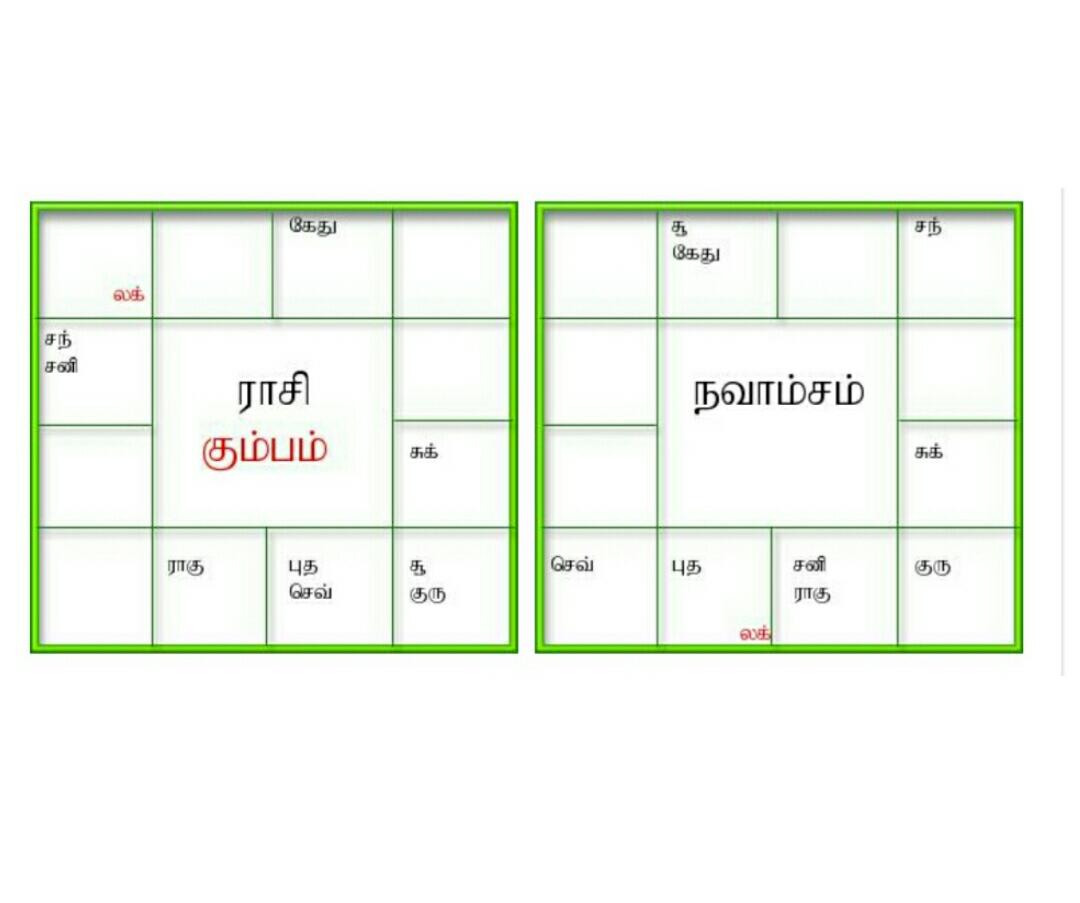 கேது
லக்
சந்
சனி
ராசி
கும்பம்
சுக்
ராகு
புத
செவ்
சூ
குரு
சூ
கேது
சந்
நவாம்சம்
சுக்
செவ்
புத
லக்
சனி
ராகு
குரு